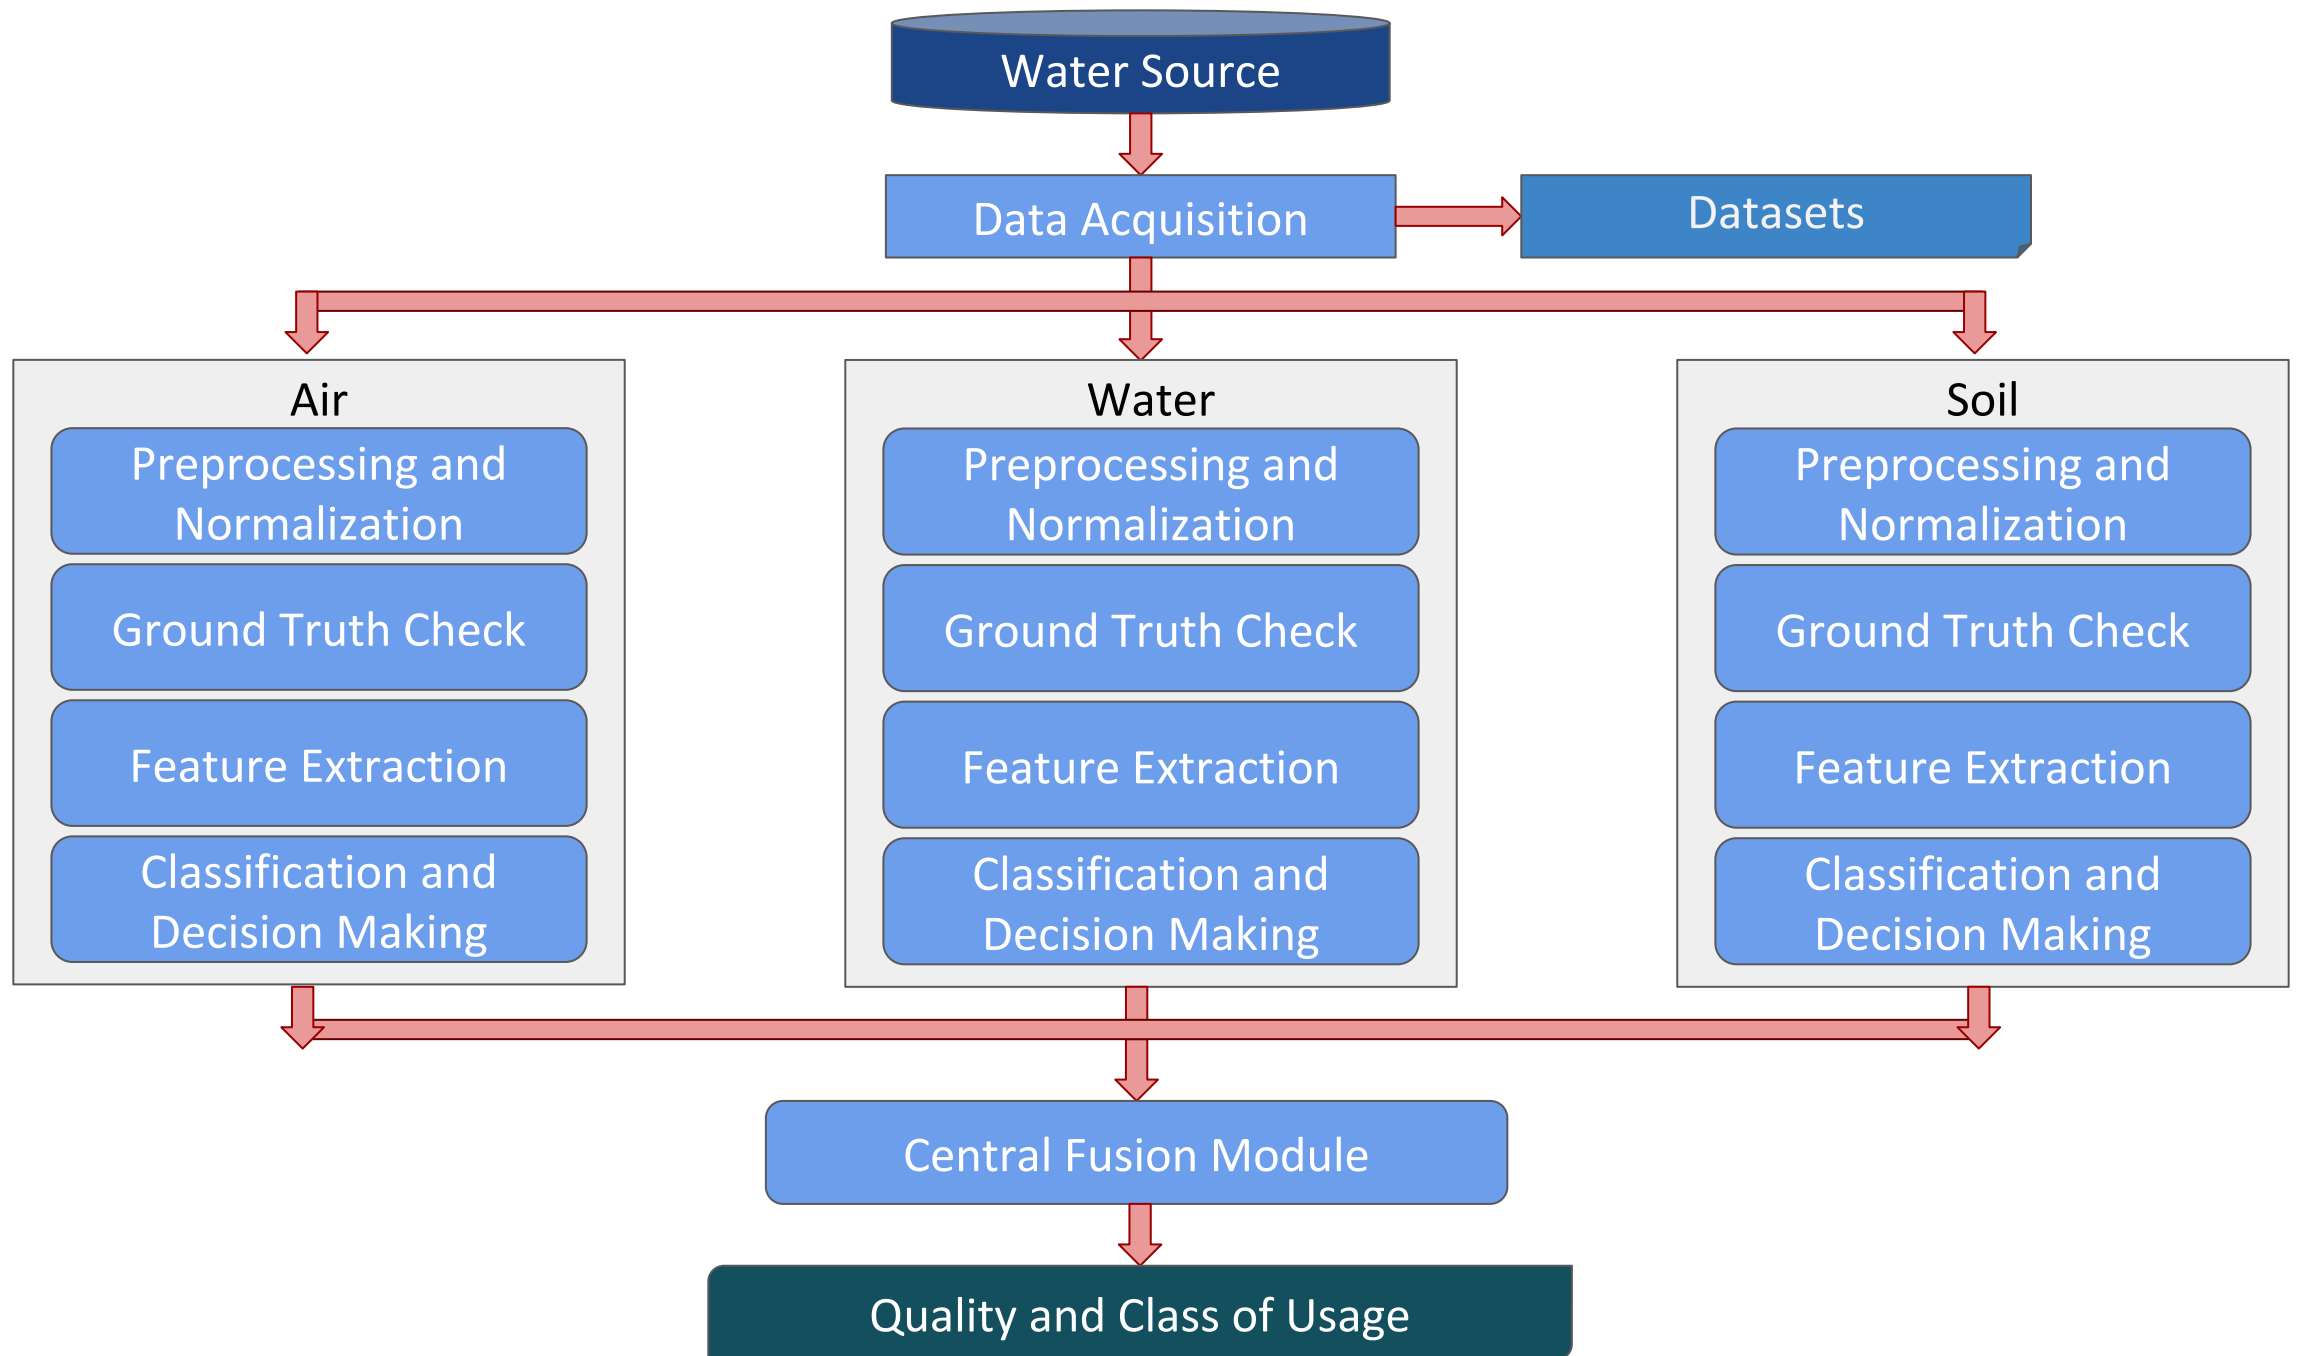 Water Source
Data Acquisition
Datasets
Air
Preprocessing and
Normalization
Ground Truth Check
Feature Extraction
Classification and
Decision Making
Water
Preprocessing and
Normalization
Ground Truth Check
Feature Extraction
Classification and
Decision Making
Soil
Preprocessing and
Normalization
Ground Truth Check
Feature Extraction
Classification and
Decision Making
Central Fusion Module
Quality and Class of Usage